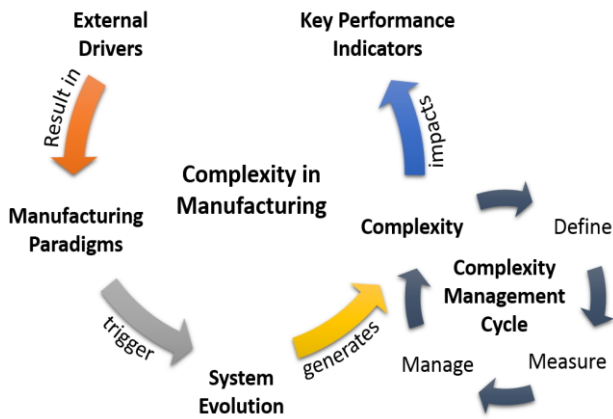 External
Drivers
Key Performance
Indicators
Result in
impacts
Complexity in
Manufacturing
Manufacturing
Paradigms
Complexity
Define
Complexity
Management
Cycle
trigger
generates
Manage
Measure
System
Evolution